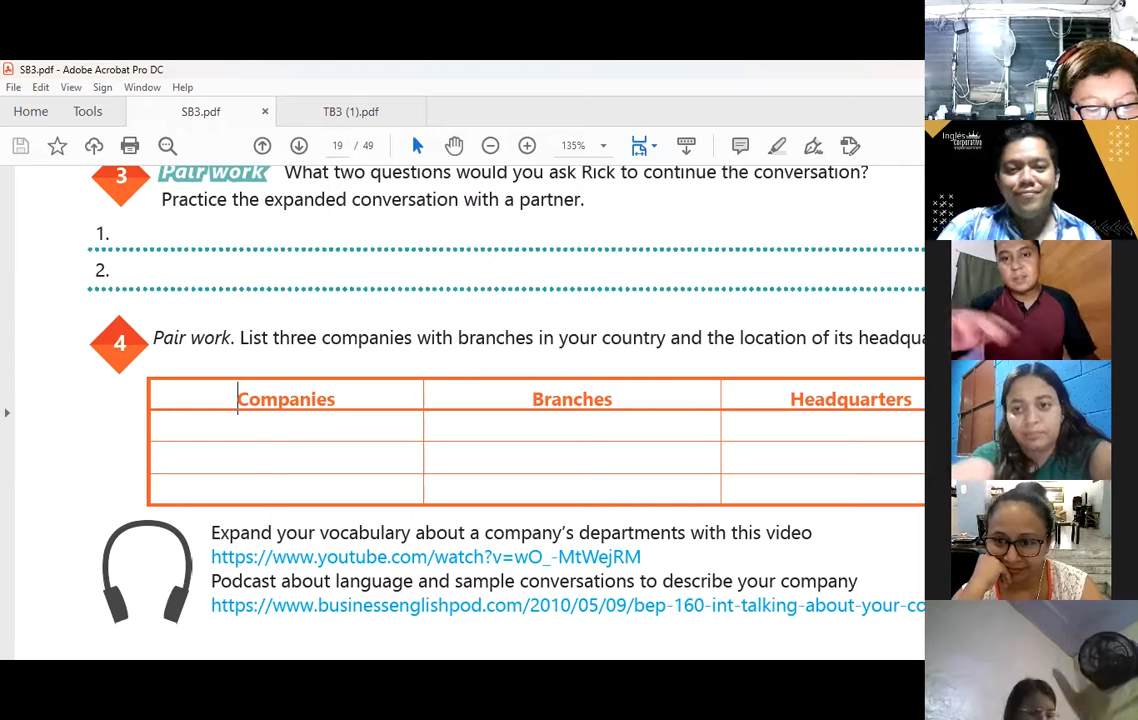 SB3.pdf - Adobe Acrobat Pro DC
File Edit View Sign Window Help
Home Tools SB3.pdf × TB3 (1).pdf
19 / 49 135%
3 Pair work What two questions would you ask Rick to continue the conversation?
Practice the expanded conversation with a partner.
1.
2.
4 Pair work. List three companies with branches in your country and the location of its headqua
Companies Branches Headquarters
Expand your vocabulary about a company's departments with this video
https://www.youtube.com/watch?v=wO_-MtWejRM
Podcast about language and sample conversations to describe your company
https://www.businessenglishpod.com/2010/05/09/bep-160-int-talking-about-your-co
Inglés
Corporativo